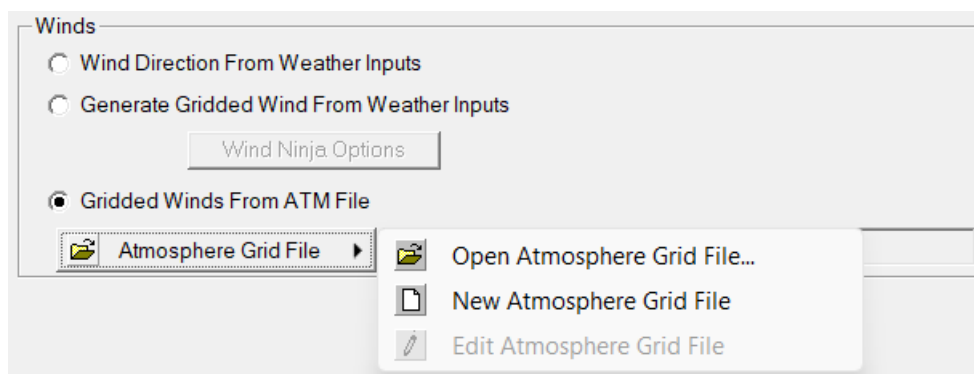 Winds
Wind Direction From Weather Inputs
Generate Gridded Wind From Weather Inputs
Wind Ninja Options
Gridded Winds From ATM File
Atmosphere Grid File
Open Atmosphere Grid File...
New Atmosphere Grid File
Edit Atmosphere Grid File